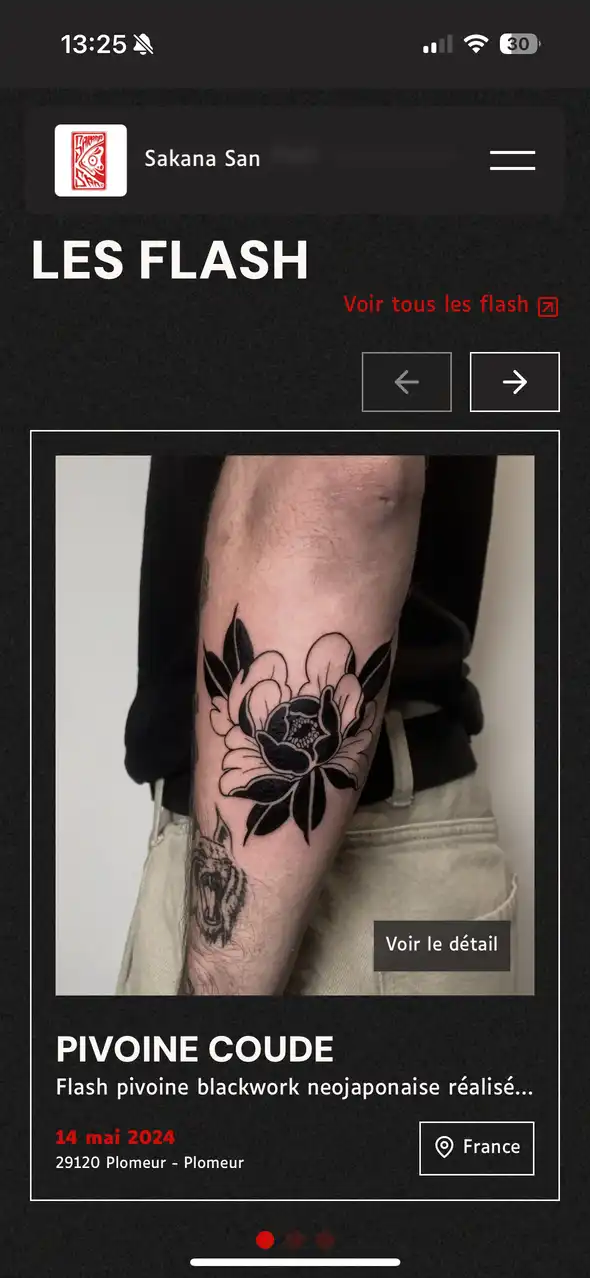 13:25
30
Sakana San
LES FLASH
Voir tous les flash
Voir le détail
PIVOINE COUDE
Flash pivoine blackwork neojaponaise réalisé...
14 mai 2024
29120 Plomeur - Plomeur
France